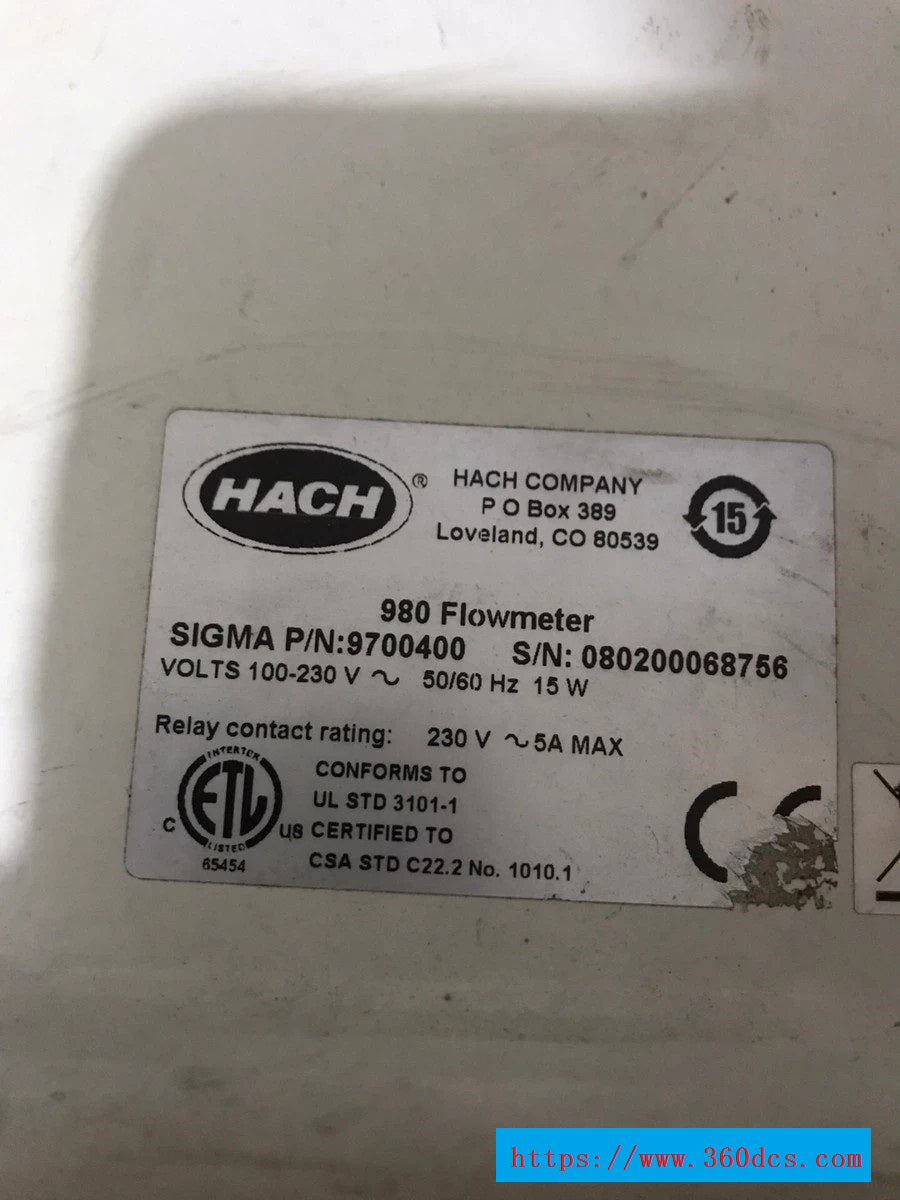 HACH ®
HACH COMPANY
P O Box 389
Loveland, CO 80539
15
980 Flowmeter
SIGMA P/N:9700400 S/N: 080200068756
VOLTS 100-230 V ~ 50/60 Hz 15 W
Relay contact rating: 230 V ~ 5A MAX
INTERTEK
ETL
LISTED
C US
65454
CONFORMS TO
UL STD 3101-1
CERTIFIED TO
CSA STD C22.2 No. 1010.1
CE
https://www.360dcs.com